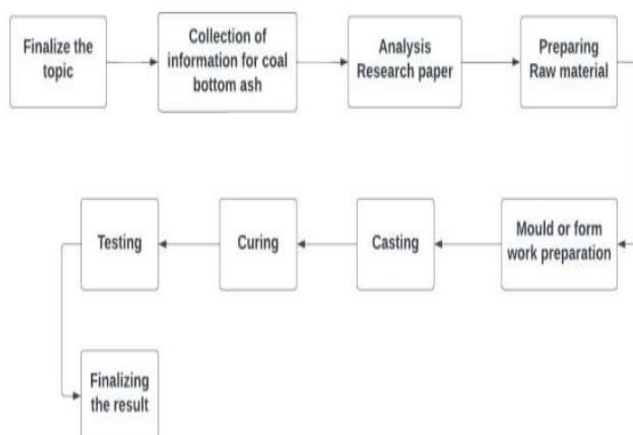 Finalize the
topic
Collection of
information for coal
bottom ash
Analysis
Research paper
Preparing
Raw material
Mould or form
work preparation
Casting
Curing
Testing
Finalizing
the result